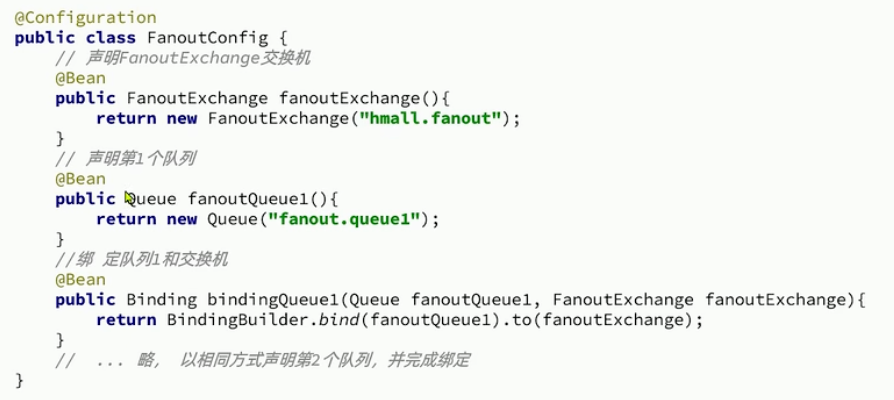 @Configuration
public class FanoutConfig {
    // 声明FanoutExchange交换机
    @Bean
    public FanoutExchange fanoutExchange(){
        return new FanoutExchange("hmall.fanout");
    }
    // 声明第1个队列
    @Bean
    public Queue fanoutQueue1(){
        return new Queue("fanout.queue1");
    }
    //绑 定队列1和交换机
    @Bean
    public Binding bindingQueue1(Queue fanoutQueue1, FanoutExchange fanoutExchange){
        return BindingBuilder.bind(fanoutQueue1).to(fanoutExchange);
    }
    //  ... 略， 以相同方式声明第2个队列，并完成绑定
}